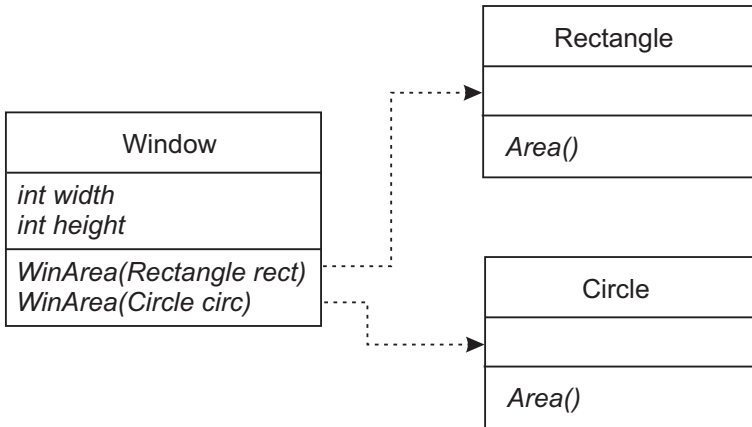 Window
int width
int height
WinArea(Rectangle rect)
WinArea(Circle circ)
Rectangle
Area()
Circle
Area()